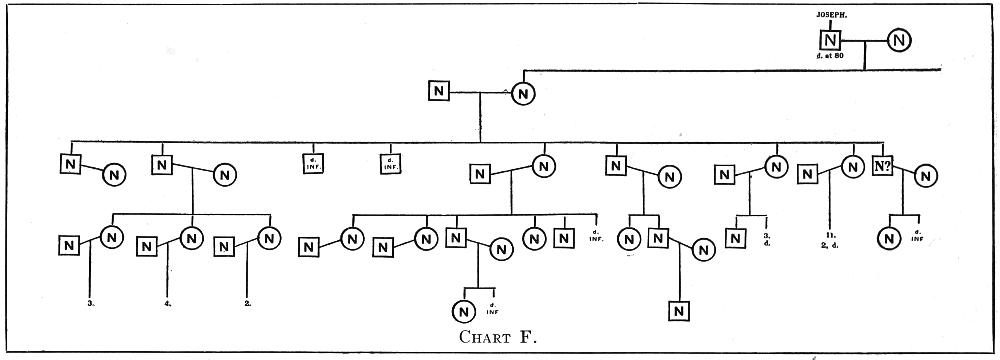 JOSEPH.
N N
d. at 80
N N
N N d. INF. d. INF. N N N N?
N N N N N N N
N N N N N N d. INF. N N N 3. d. 11. 2, d. N d. INF.
N N N N N N N
3. 4. 2. N d. INF N
CHART F.